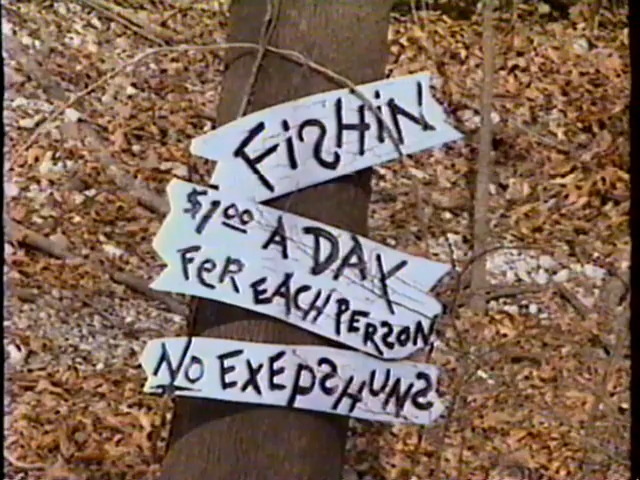 FiSHiN
$1.00 A DAY
FeR EACH PERSON,
No EXEPSHUNS